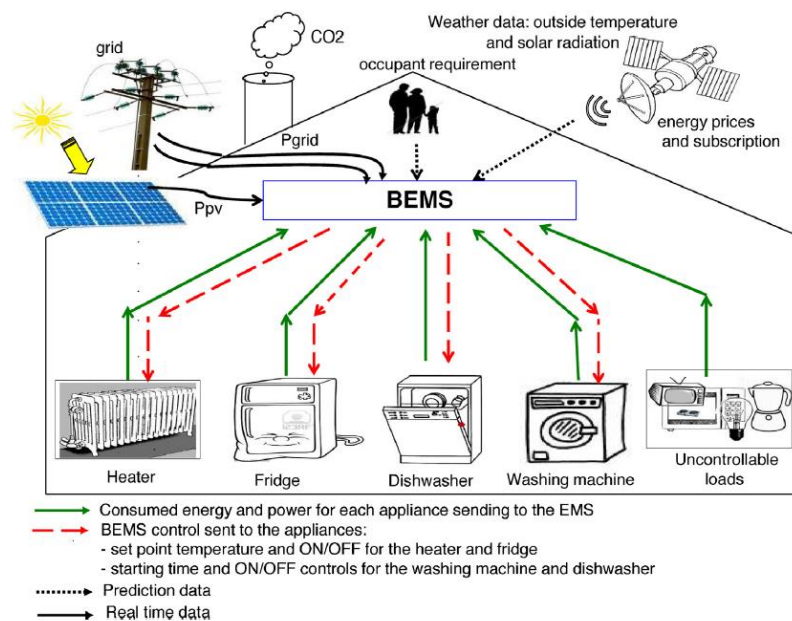 grid
CO2
Weather data: outside temperature
and solar radiation
occupant requirement
energy prices
and subscription
Pgrid
Ppv
BEMS
Heater
Fridge
Dishwasher
Washing machine
Uncontrollable
loads
Consumed energy and power for each appliance sending to the EMS
BEMS control sent to the appliances:
- set point temperature and ON/OFF for the heater and fridge
- starting time and ON/OFF controls for the washing machine and dishwasher
Prediction data
Real time data